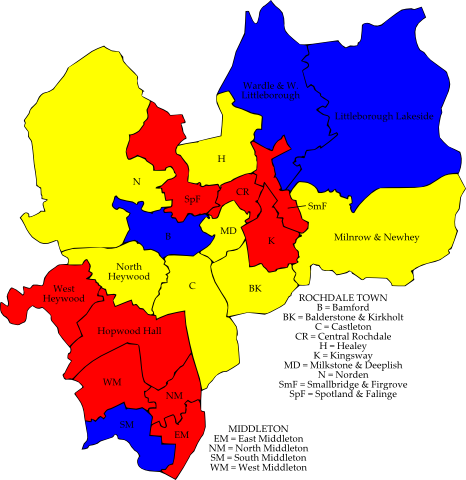 Wardle & W
Littleborough
Littleborough Lakeside
H
N
SpF
CR
SmF
B
MD
K
Milnrow & Newhey
North
Heywood
C
BK
West
Heywood
Hopwood Hall
WM
NM
SM
EM
ROCHDALE TOWN
B = Bamford
BK = Balderstone & Kirkholt
C = Castleton
CR = Central Rochdale
H = Healey
K = Kingsway
MD = Milkstone & Deeplish
N = Norden
SmF = Smallbridge & Firgrove
SpF = Spotland & Falinge
MIDDLETON
EM = East Middleton
NM = North Middleton
SM = South Middleton
WM = West Middleton